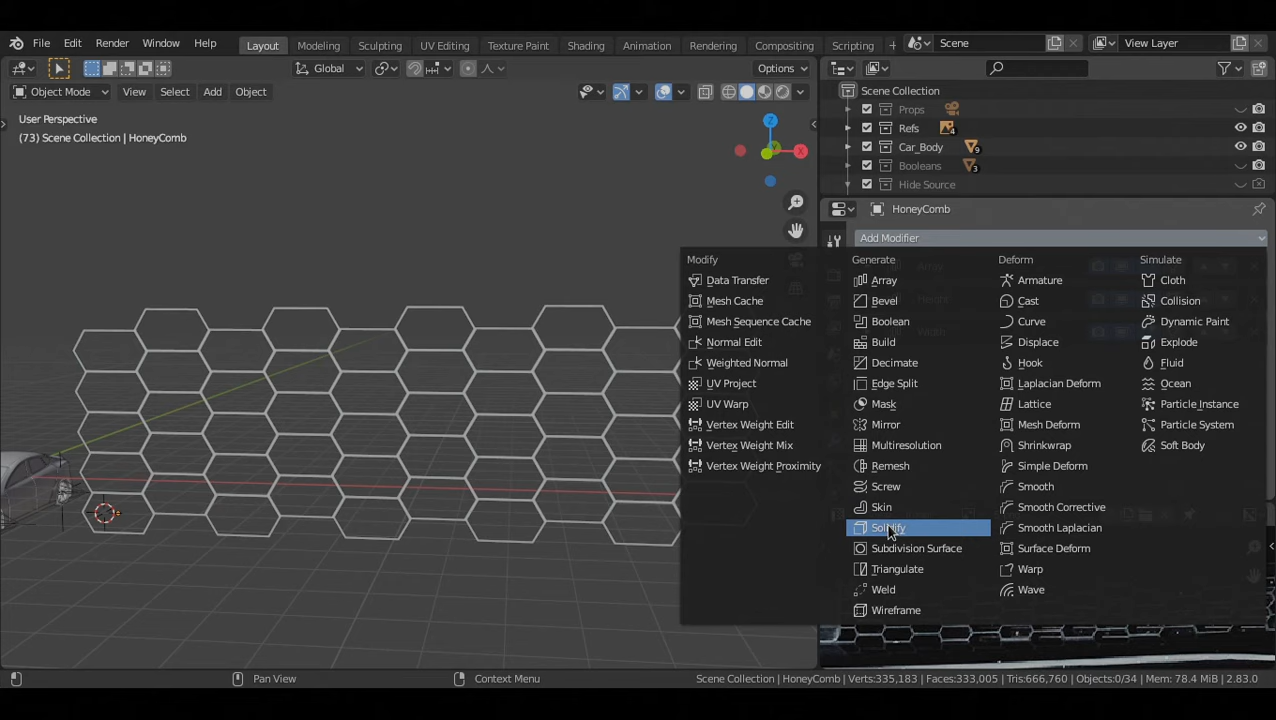 File Edit Render Window Help Layout Modeling Sculpting UV Editing Texture Paint Shading Animation Rendering Compositing Scripting + Scene View Layer
Global Options
Object Mode View Select Add Object
Scene Collection
User Perspective
(73) Scene Collection | HoneyComb
Props
Refs 4
Car_Body 9
Booleans 3
Hide Source
HoneyComb
Add Modifier
Modify Generate Deform Simulate
Data Transfer Array Armature Cloth
Mesh Cache Bevel Cast Collision
Mesh Sequence Cache Boolean Curve Dynamic Paint
Normal Edit Build Displace Explode
Weighted Normal Decimate Hook Fluid
UV Project Edge Split Laplacian Deform Ocean
UV Warp Mask Lattice Particle Instance
Vertex Weight Edit Mirror Mesh Deform Particle System
Vertex Weight Mix Multiresolution Shrinkwrap Soft Body
Vertex Weight Proximity Remesh Simple Deform
Screw Smooth
Skin Smooth Corrective
Solidify Smooth Laplacian
Subdivision Surface Surface Deform
Triangulate Warp
Weld Wave
Wireframe
Pan View Context Menu Scene Collection | HoneyComb | Verts:335,183 | Faces:333,005 | Tris:666,760 | Objects:0/34 | Mem: 78.4 MiB | 2.83.0